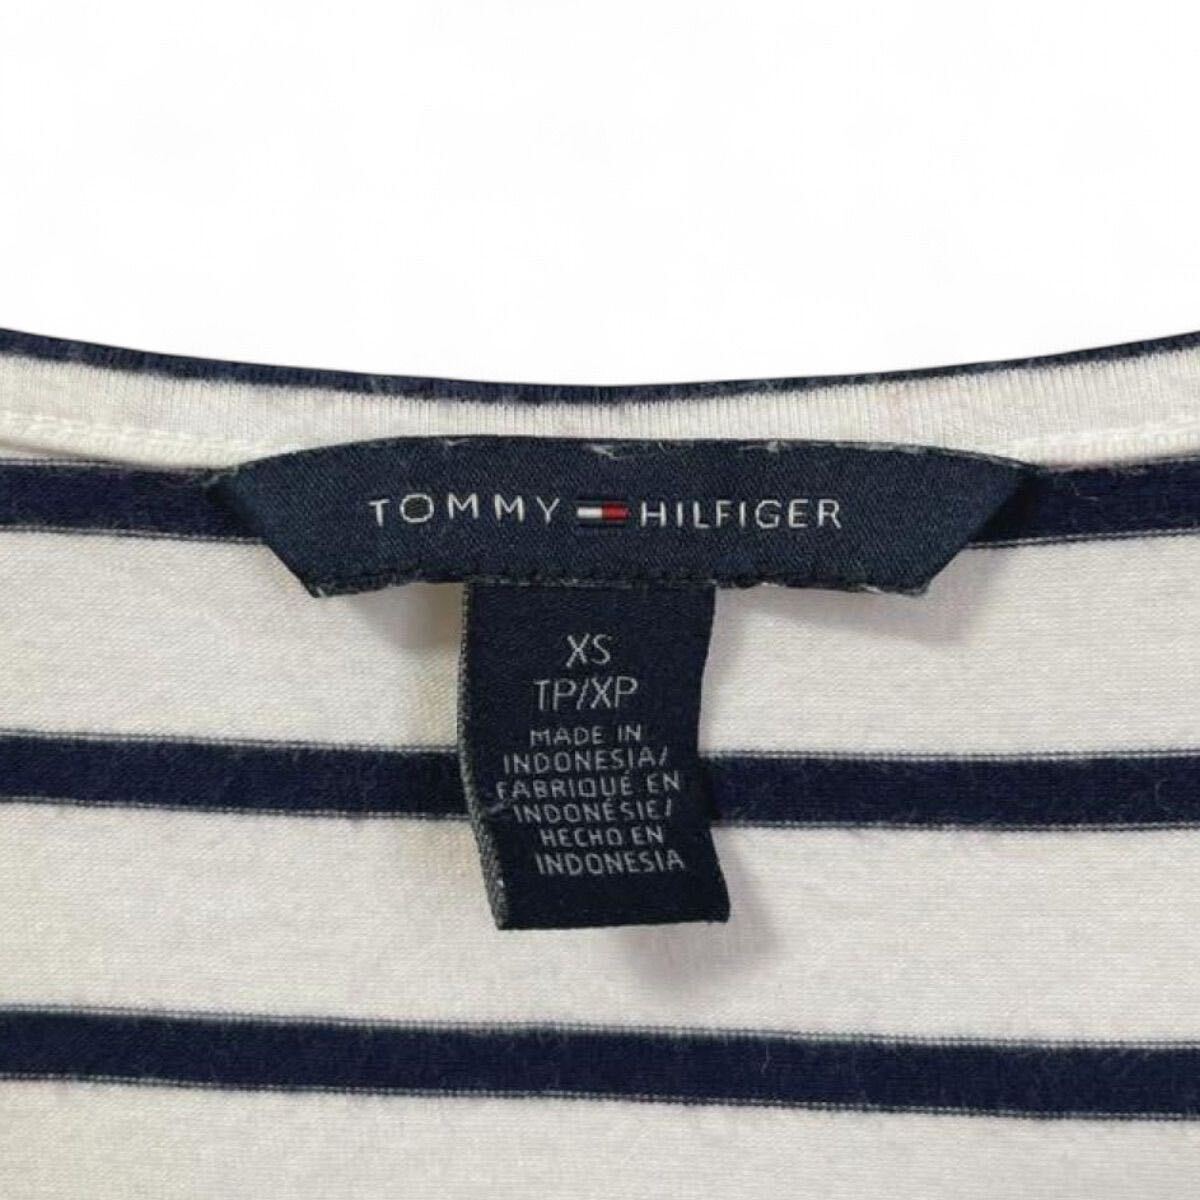 TOMMY HILFIGER
XS
TP/XP
MADE IN
INDONESIA/
FABRIQUÉ EN
INDONÉSIE/
HECHO EN
INDONESIA